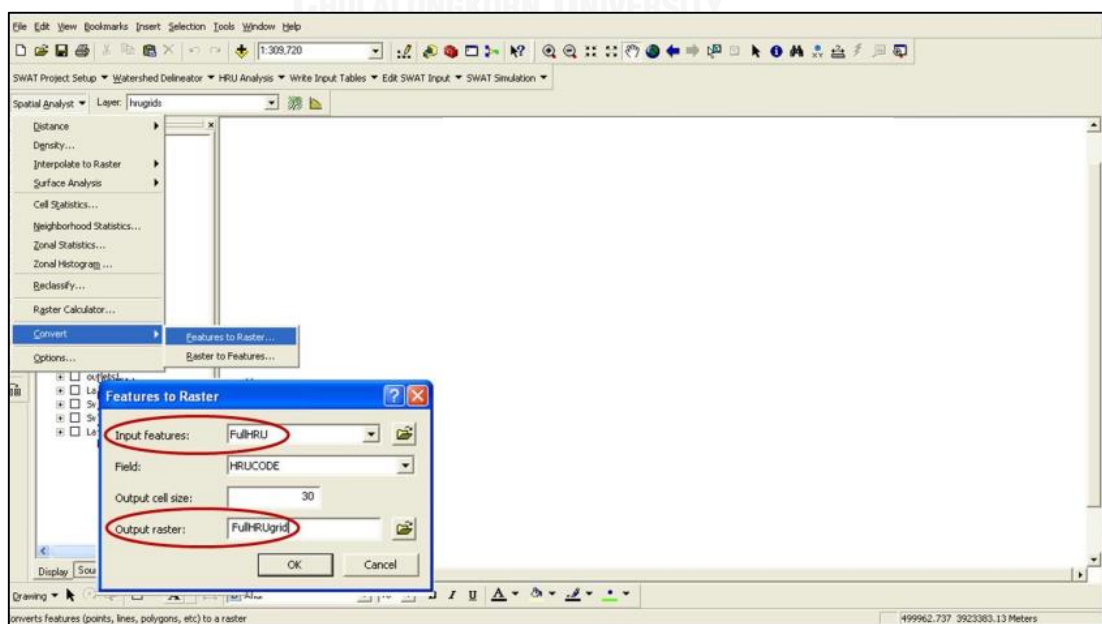 CHULALONGKORN UNIVERSITY
File Edit View Bookmarks Insert Selection Tools Window Help
1:309,720
SWAT Project Setup Watershed Delineator HRU Analysis Write Input Tables Edit SWAT Input SWAT Simulation
Spatial Analyst Layer: hrugrids
Distance
Density...
Interpolate to Raster
Surface Analysis
Cell Statistics...
Neighborhood Statistics...
Zonal Statistics...
Zonal Histogram ...
Reclassify...
Raster Calculator...
Convert
Features to Raster...
Options...
Raster to Features...
Features to Raster
Input features: FullHRU
Field: HRUCODE
Output cell size: 30
Output raster: FullHRUgrid
OK Cancel
Display Sou
Drawing
onverts features (points, lines, polygons, etc) to a raster
499962.737 3923383.13 Meters